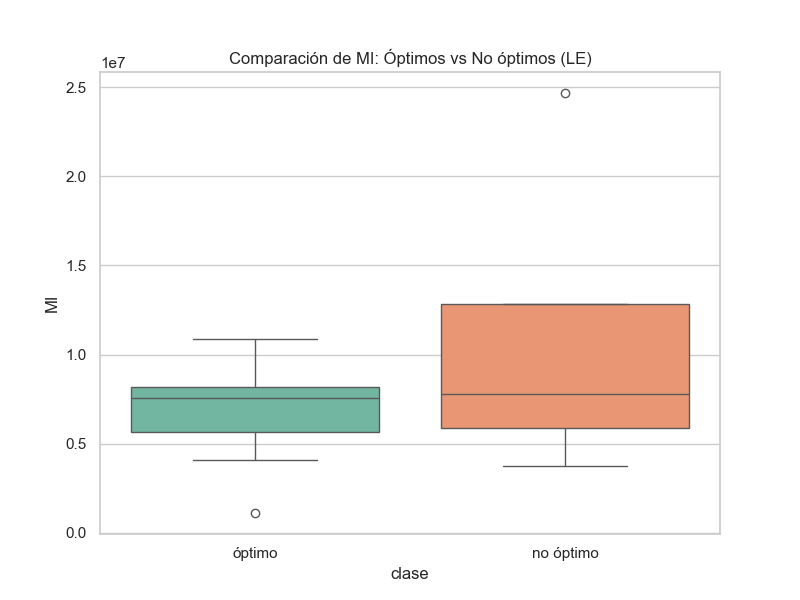 Comparación de MI: Óptimos vs No óptimos (LE)
1e7
2.5
2.0
1.5
1.0
0.5
0.0
MI
óptimo
no óptimo
clase